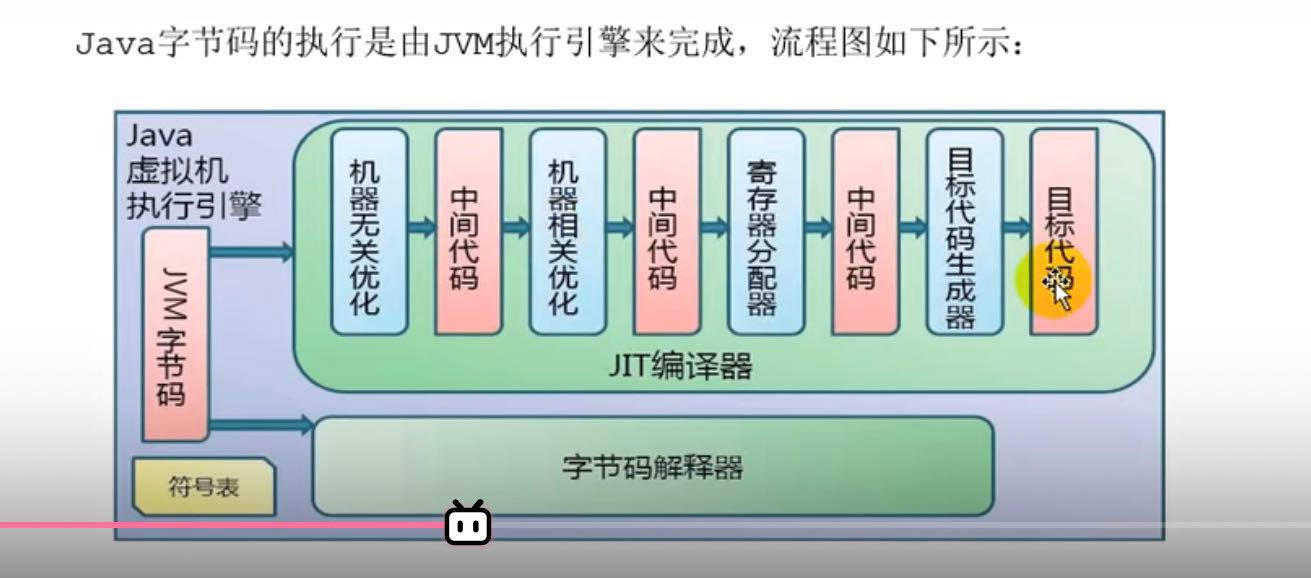 Java字节码的执行是由JVM执行引擎来完成，流程图如下所示：
Java
虚拟机
执行引擎
JVM字节码
机器无关优化
中间代码
机器相关优化
中间代码
寄存器分配器
中间代码
目标代码生成器
目标代码
JIT编译器
字节码解释器
符号表